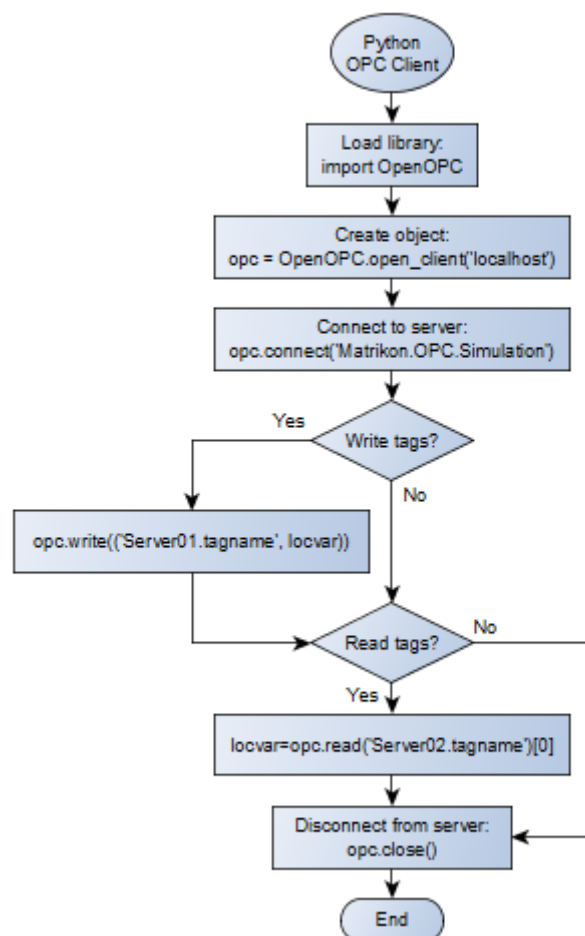 Python
OPC Client
Load library:
import OpenOPC
Create object:
opc = OpenOPC.open_client('localhost')
Connect to server:
opc.connect('Matrikon.OPC.Simulation')
Yes
Write tags?
No
opc.write(('Server01.tagname', locvar))
Read tags?
No
Yes
locvar=opc.read('Server02.tagname')[0]
Disconnect from server:
opc.close()
End